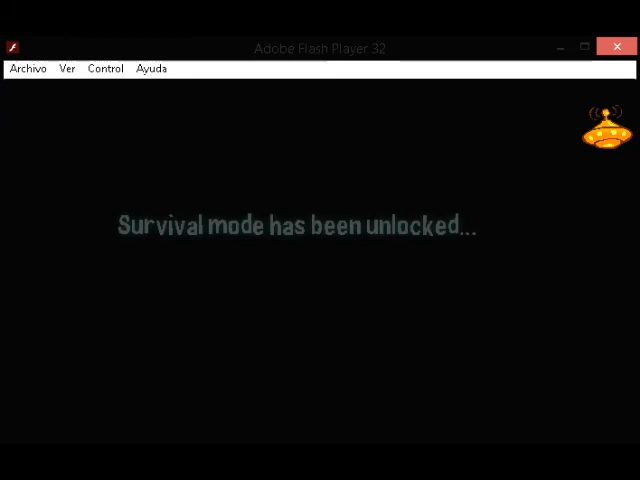 Adobe Flash Player 32
Archivo Ver Control Ayuda
Survival mode has been unlocked...